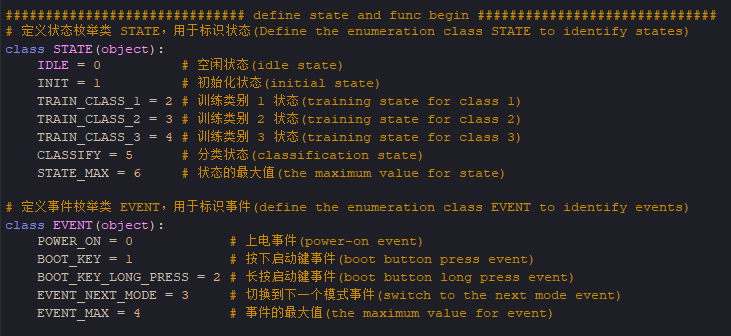 ############################## define state and func begin ##############################
# 定义状态枚举类 STATE，用于标识状态(Define the enumeration class STATE to identify states)
class STATE(object):
    IDLE = 0          # 空闲状态(idle state)
    INIT = 1          # 初始化状态(initial state)
    TRAIN_CLASS_1 = 2 # 训练类别 1 状态(training state for class 1)
    TRAIN_CLASS_2 = 3 # 训练类别 2 状态(training state for class 2)
    TRAIN_CLASS_3 = 4 # 训练类别 3 状态(training state for class 3)
    CLASSIFY = 5      # 分类状态(classification state)
    STATE_MAX = 6     # 状态的最大值(the maximum value for state)
# 定义事件枚举类 EVENT，用于标识事件(define the enumeration class EVENT to identify events)
class EVENT(object):
    POWER_ON = 0            # 上电事件(power-on event)
    BOOT_KEY = 1            # 按下启动键事件(boot button press event)
    BOOT_KEY_LONG_PRESS = 2 # 长按启动键事件(boot button long press event)
    EVENT_NEXT_MODE = 3     # 切换到下一个模式事件(switch to the next mode event)
    EVENT_MAX = 4           # 事件的最大值(the maximum value for event)